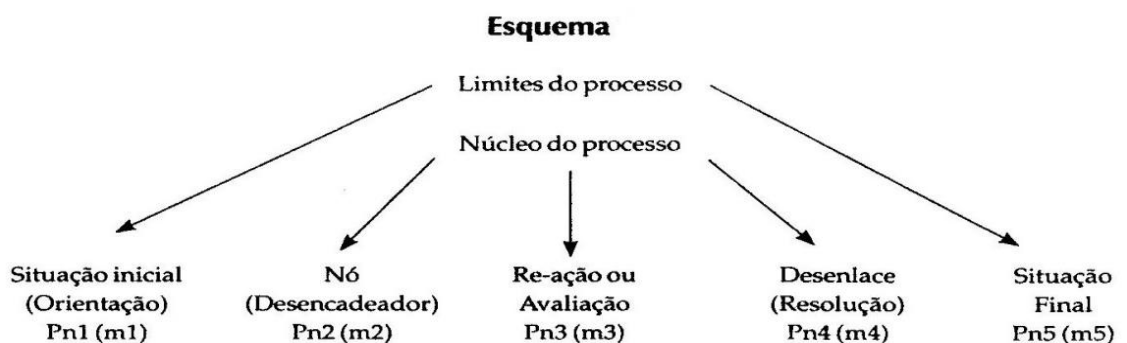 Esquema
Limites do processo
Núcleo do processo
Situação inicial
(Orientação)
Pn1 (m1)
Nó
(Desencadeador)
Pn2 (m2)
Re-ação ou
Avaliação
Pn3 (m3)
Desenlace
(Resolução)
Pn4 (m4)
Situação
Final
Pn5 (m5)